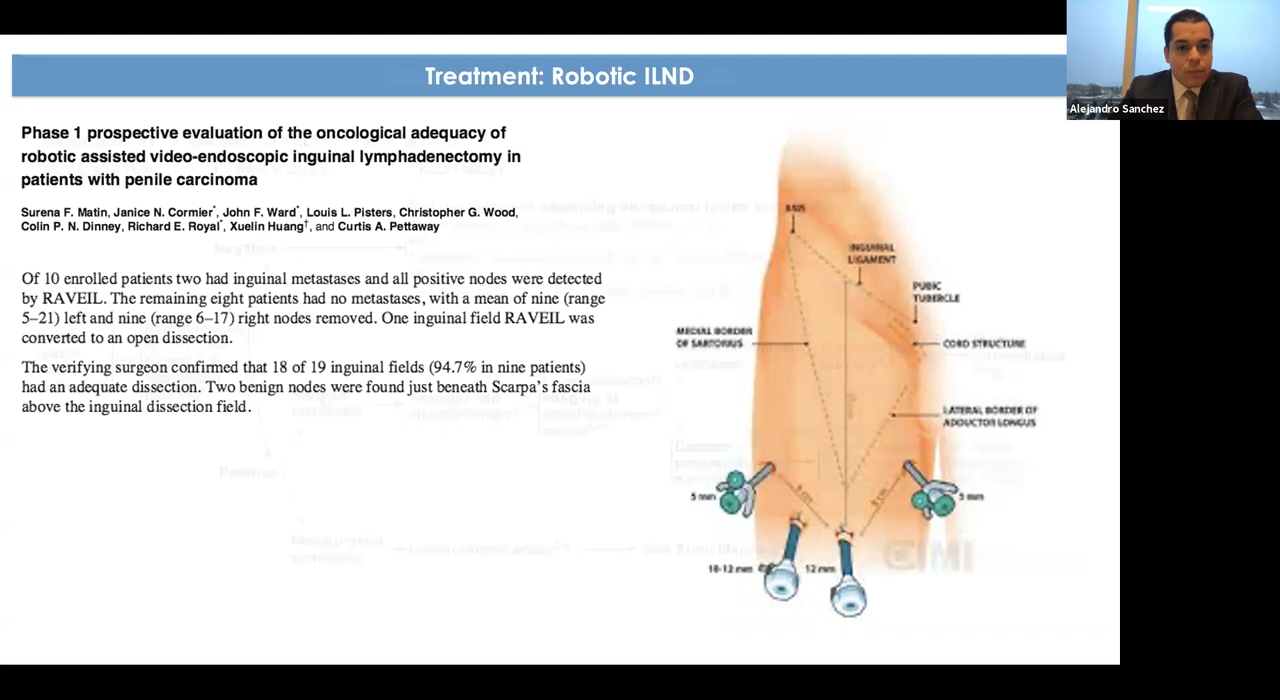 Treatment: Robotic ILND
Alejandro Sanchez
Phase 1 prospective evaluation of the oncological adequacy of
robotic assisted video-endoscopic inguinal lymphadenectomy in
patients with penile carcinoma
Surena F. Matin, Janice N. Cormier*, John F. Ward*, Louis L. Pisters, Christopher G. Wood,
Colin P. N. Dinney, Richard E. Royal*, Xuelin Huang†, and Curtis A. Pettaway
Of 10 enrolled patients two had inguinal metastases and all positive nodes were detected
by RAVEIL. The remaining eight patients had no metastases, with a mean of nine (range
5–21) left and nine (range 6–17) right nodes removed. One inguinal field RAVEIL was
converted to an open dissection.
The verifying surgeon confirmed that 18 of 19 inguinal fields (94.7% in nine patients)
had an adequate dissection. Two benign nodes were found just beneath Scarpa's fascia
above the inguinal dissection field.
INGUINAL
LIGAMENT
PUBIC
TUBERCLE
MEDIAL BORDER
OF SARTORIUS
CORD STRUCTURE
LATERAL BORDER OF
ADDUCTOR LONGUS
5 mm
5 mm
10-12 mm
12 mm
CIMI